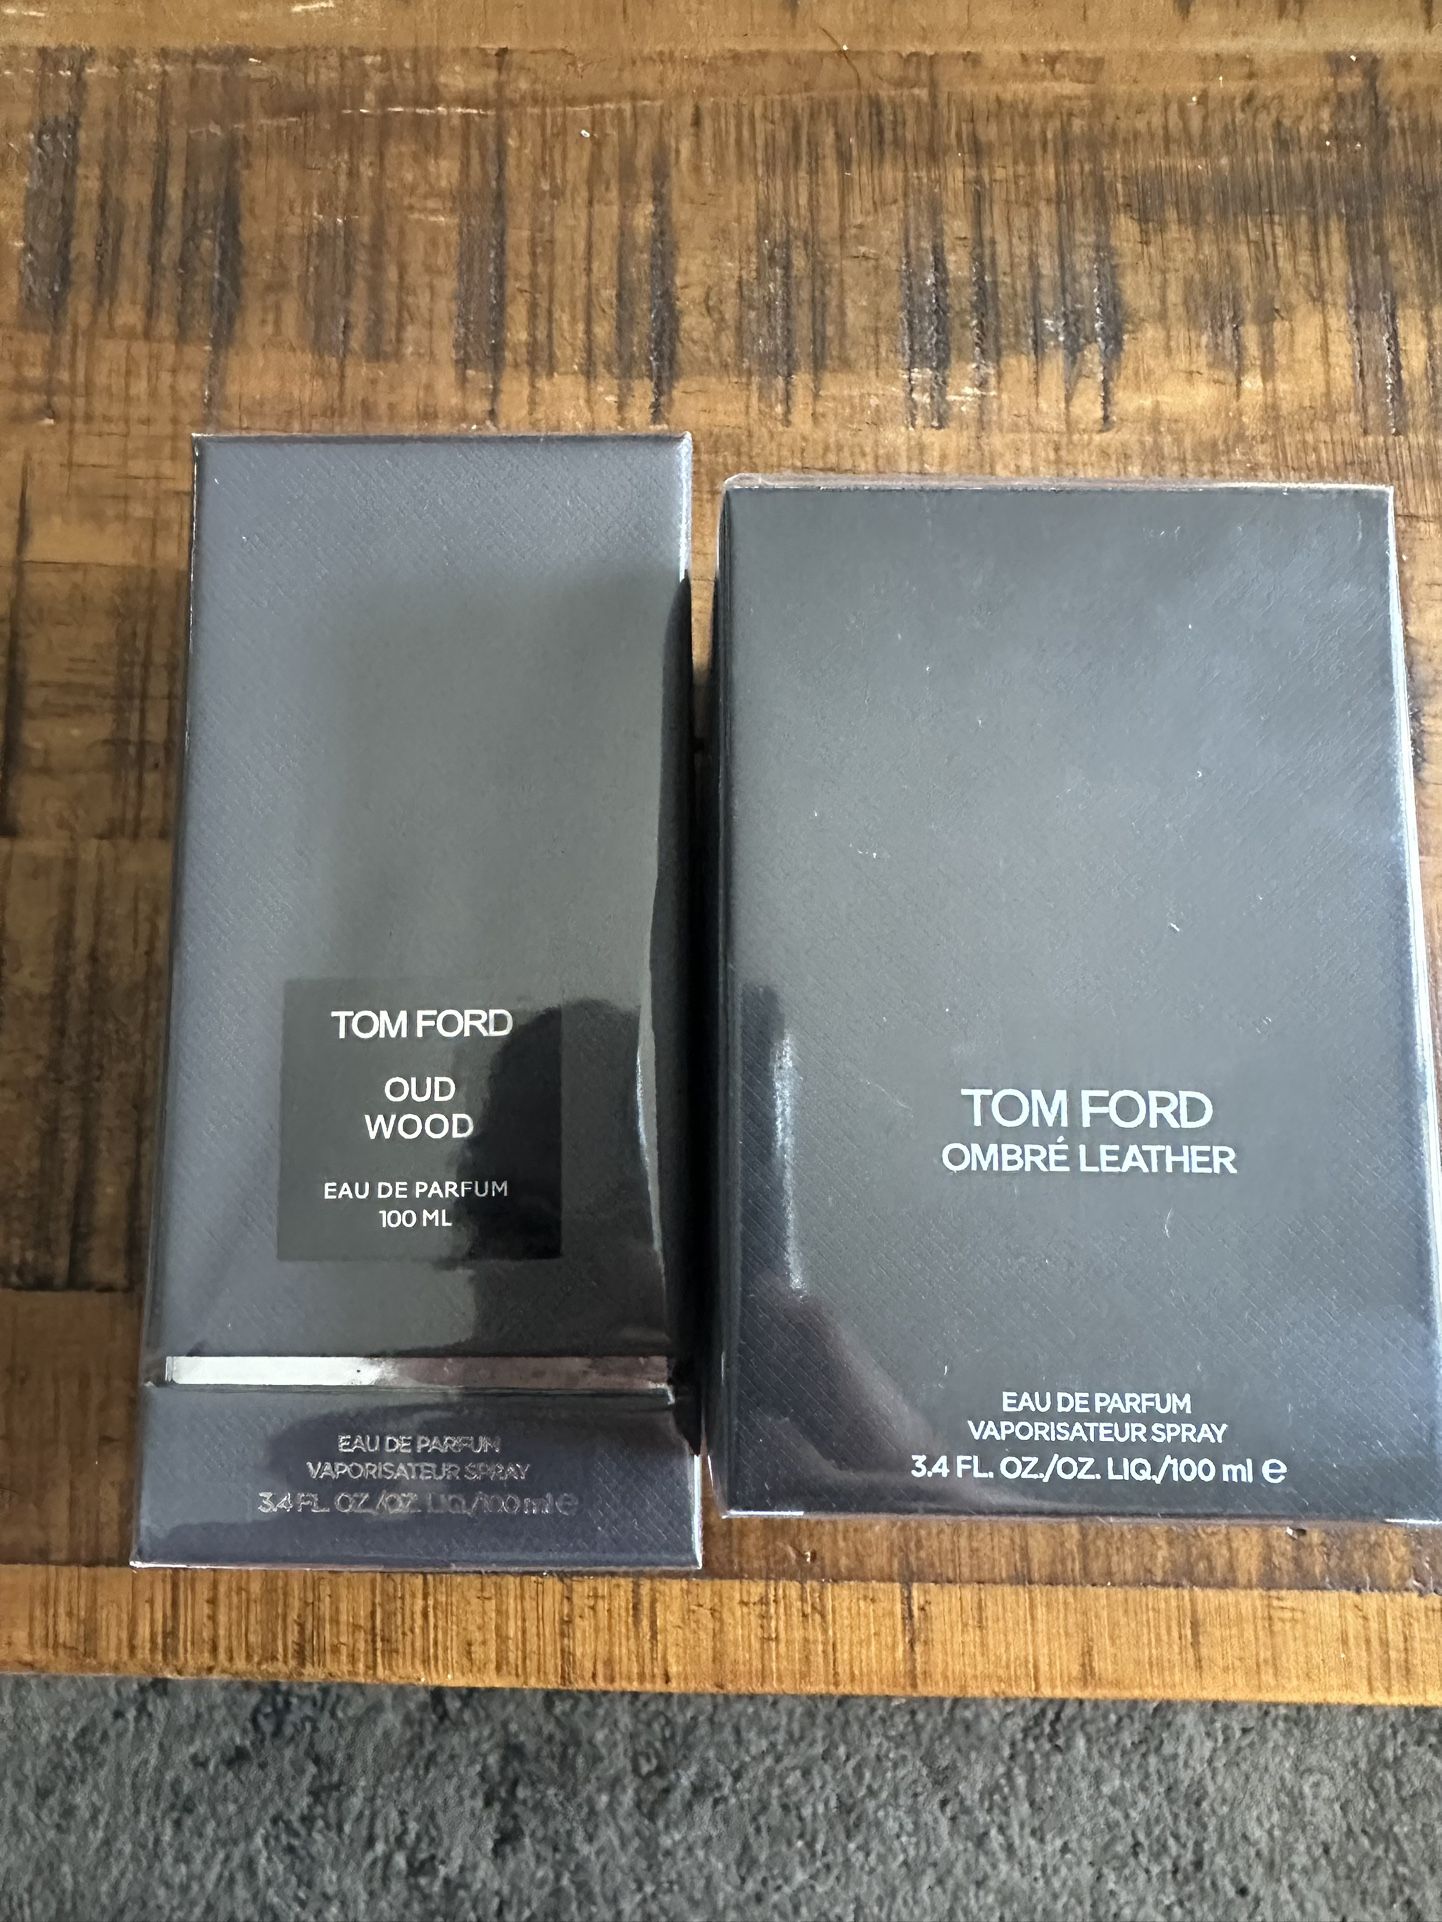 TOM FORD
OUD
WOOD
EAU DE PARFUM
100 ML
EAU DE PARFUM
VAPORISATEUR SPRAY
3.4 FL. OZ./OZ. LIQ./100 ml e
TOM FORD
OMBRÉ LEATHER
EAU DE PARFUM
VAPORISATEUR SPRAY
3.4 FL. OZ./OZ. LIQ./100 ml e